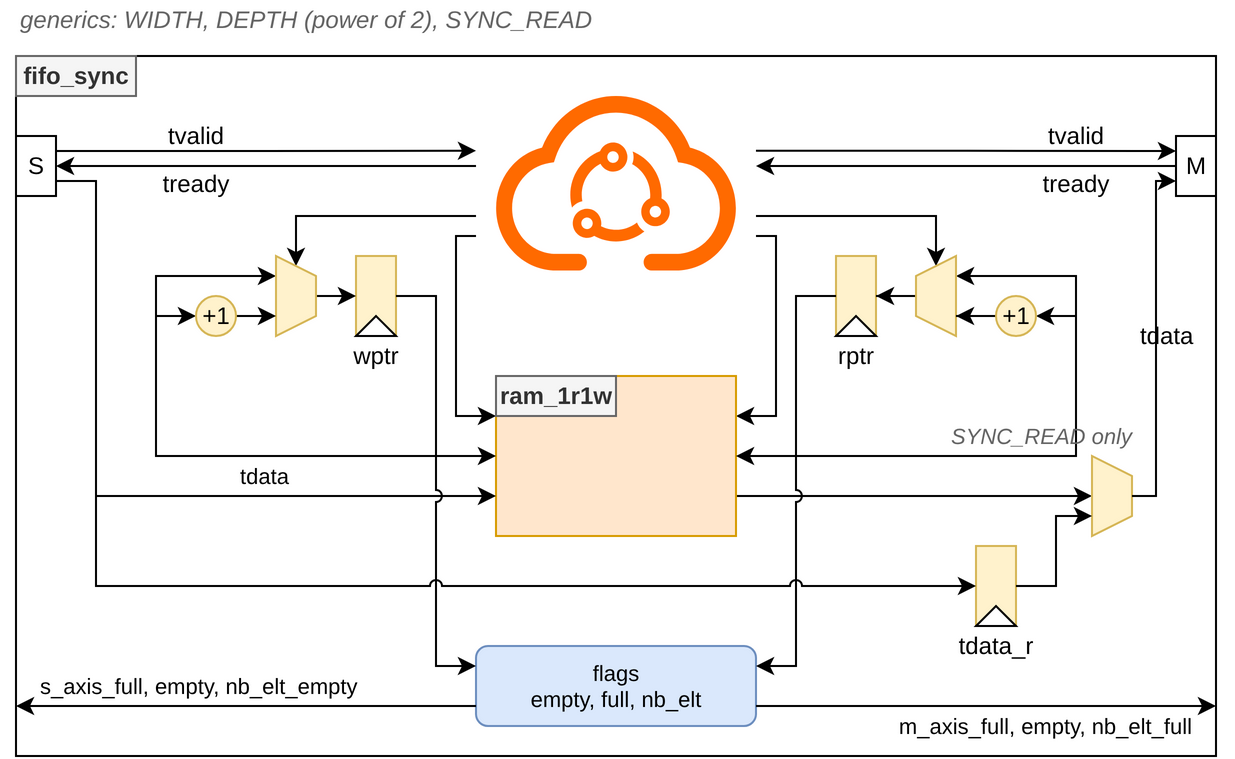 generics: WIDTH, DEPTH (power of 2), SYNC_READ
fifo_sync
S
tvalid
tready
tvalid
tready
M
+1
wptr
rptr
+1
tdata
ram_1r1w
SYNC_READ only
tdata
tdata_r
flags
empty, full, nb_elt
s_axis_full, empty, nb_elt_empty
m_axis_full, empty, nb_elt_full